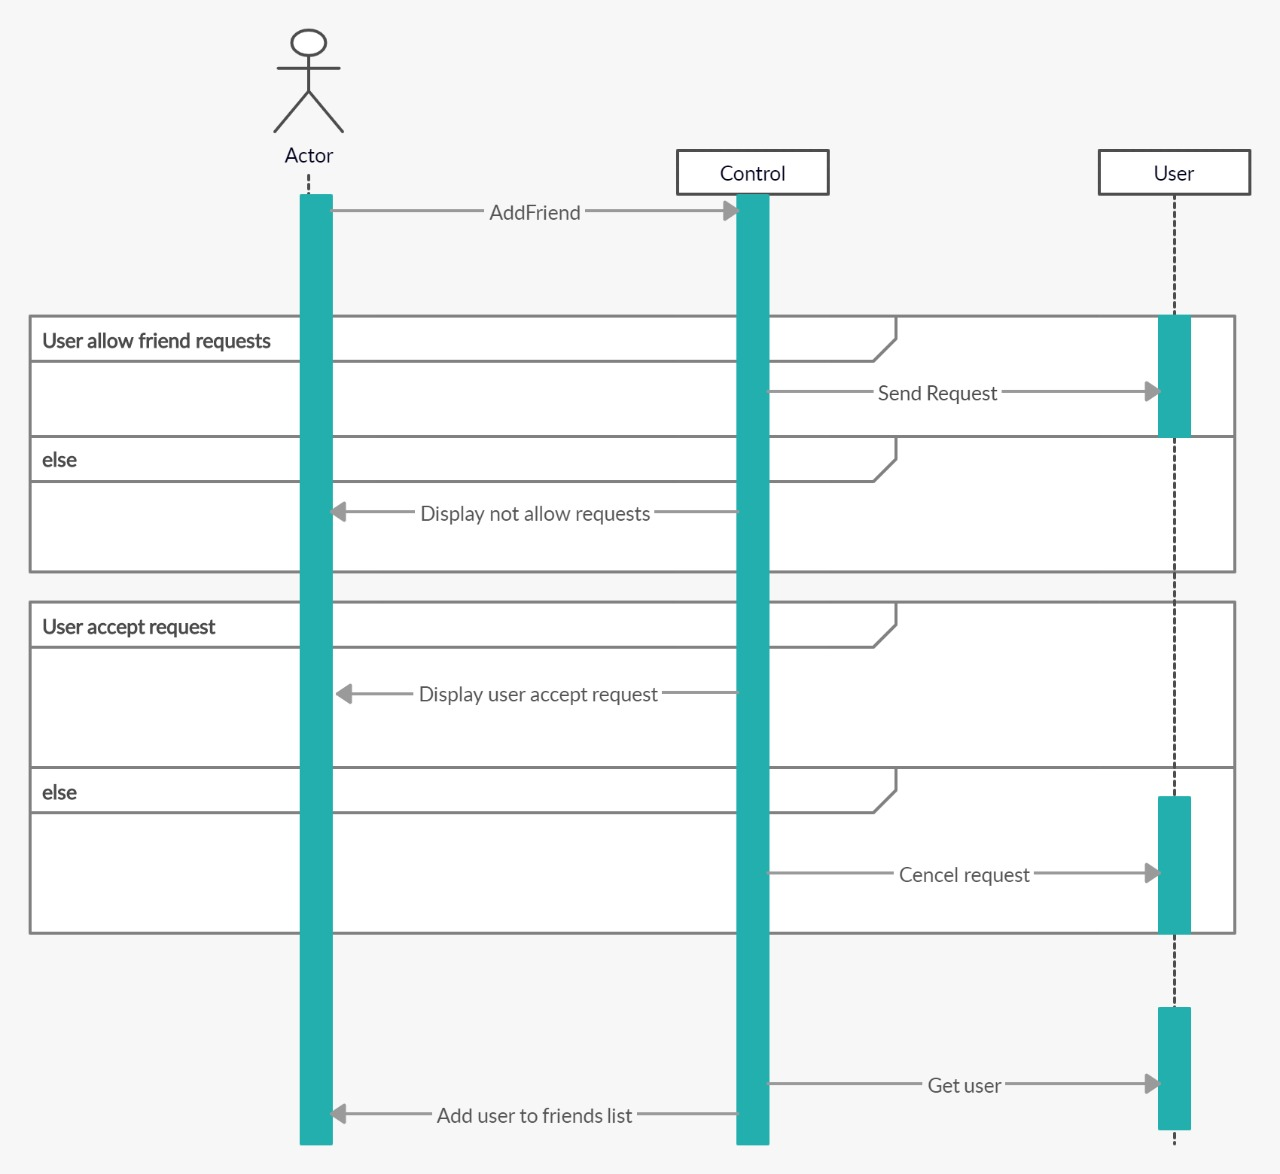 Actor
Control
User
AddFriend
User allow friend requests
Send Request
else
Display not allow requests
User accept request
Display user accept request
else
Cencel request
Get user
Add user to friends list